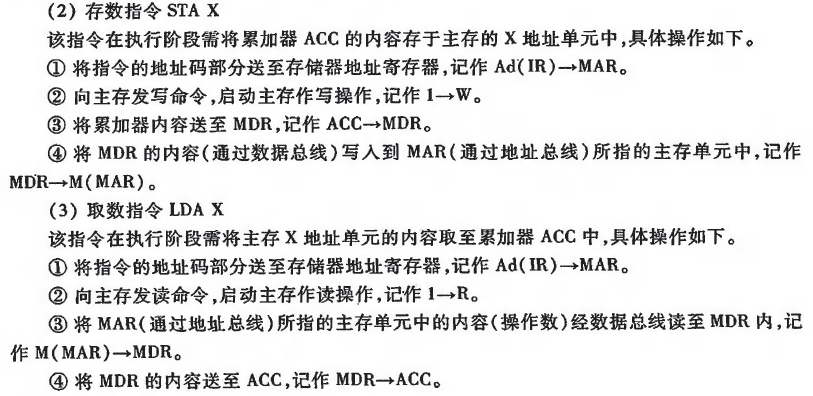 (2) 存数指令 STA X
该指令在执行阶段需将累加器 ACC 的内容存于主存的 X 地址单元中,具体操作如下。
① 将指令的地址码部分送至存储器地址寄存器,记作 Ad(IR)→MAR。
② 向主存发写命令,启动主存作写操作,记作 1→W。
③ 将累加器内容送至 MDR,记作 ACC→MDR。
④ 将 MDR 的内容(通过数据总线)写入到 MAR(通过地址总线)所指的主存单元中,记作
MDR→M(MAR)。
(3) 取数指令 LDA X
该指令在执行阶段需将主存 X 地址单元的内容取至累加器 ACC 中,具体操作如下。
① 将指令的地址码部分送至存储器地址寄存器,记作 Ad(IR)→MAR。
② 向主存发读命令,启动主存作读操作,记作 1→R。
③ 将 MAR(通过地址总线)所指的主存单元中的内容(操作数)经数据总线读至 MDR 内,记
作 M(MAR)→MDR。
④ 将 MDR 的内容送至 ACC,记作 MDR→ACC。